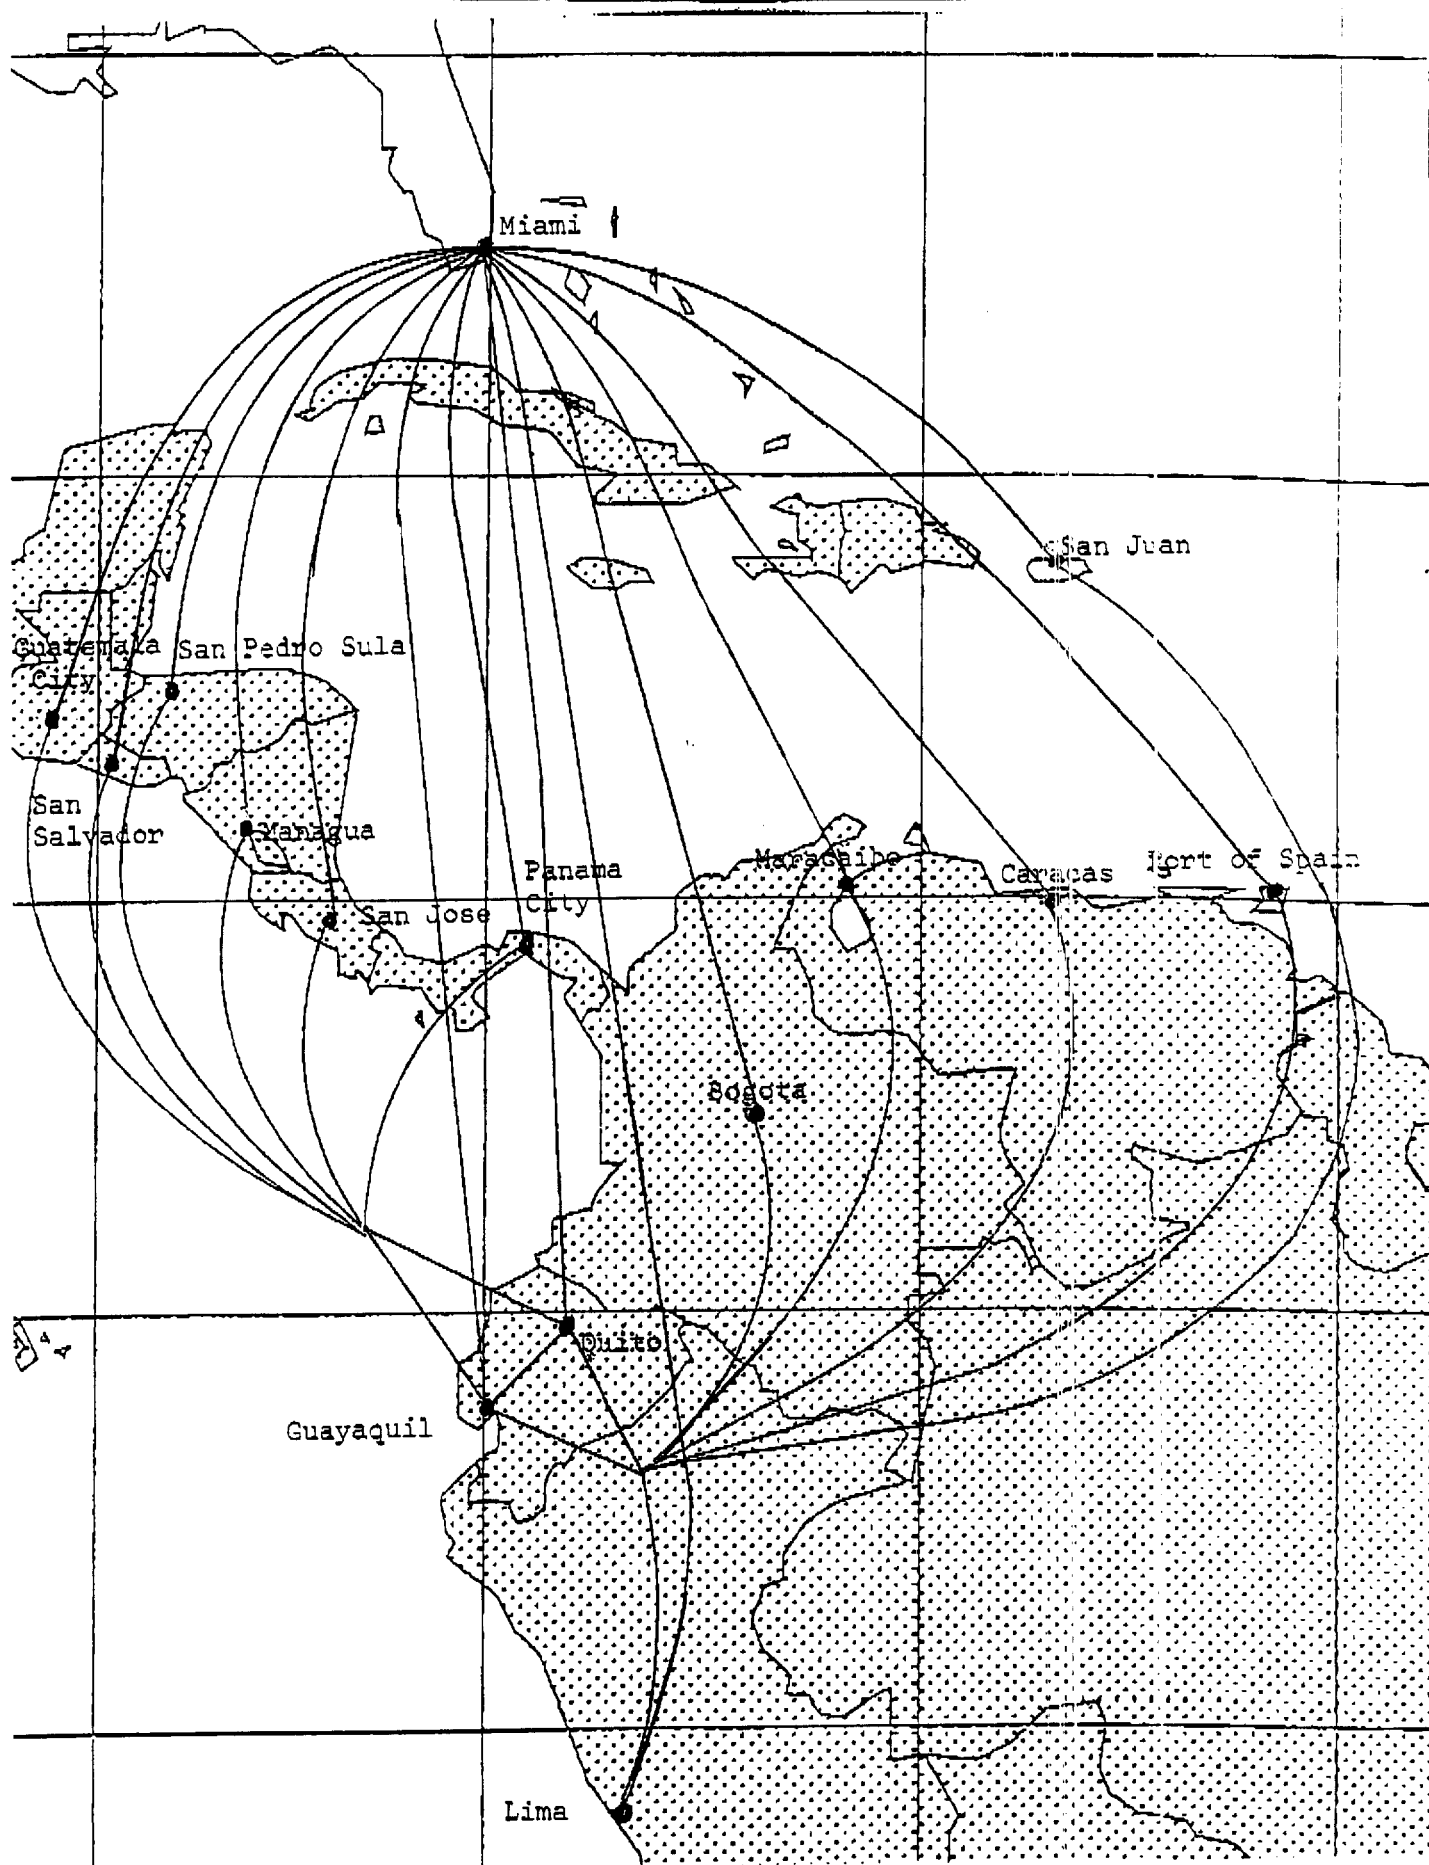 Miami
San Juan
Guatemala
City
San Pedro Sula
San
Salvador
Managua
Panama
City
San Jose
Maracaibo
Caracas
Port of Spain
Bogota
Quito
Guayaquil
Lima